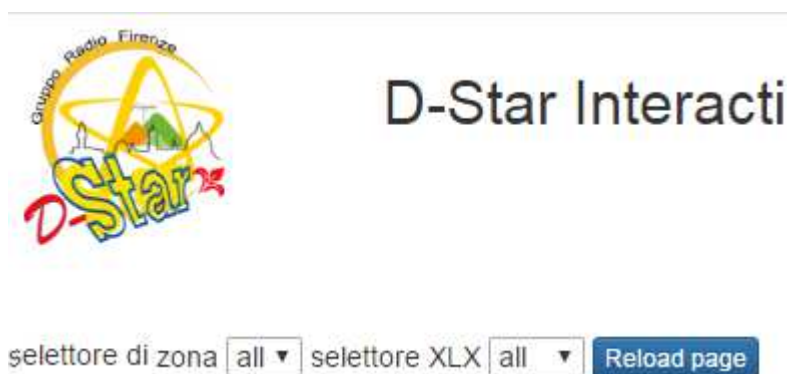 Gruppo Radio Firenze
D-Star Interacti
D-Star
selettore di zona all selettore XLX all Reload page